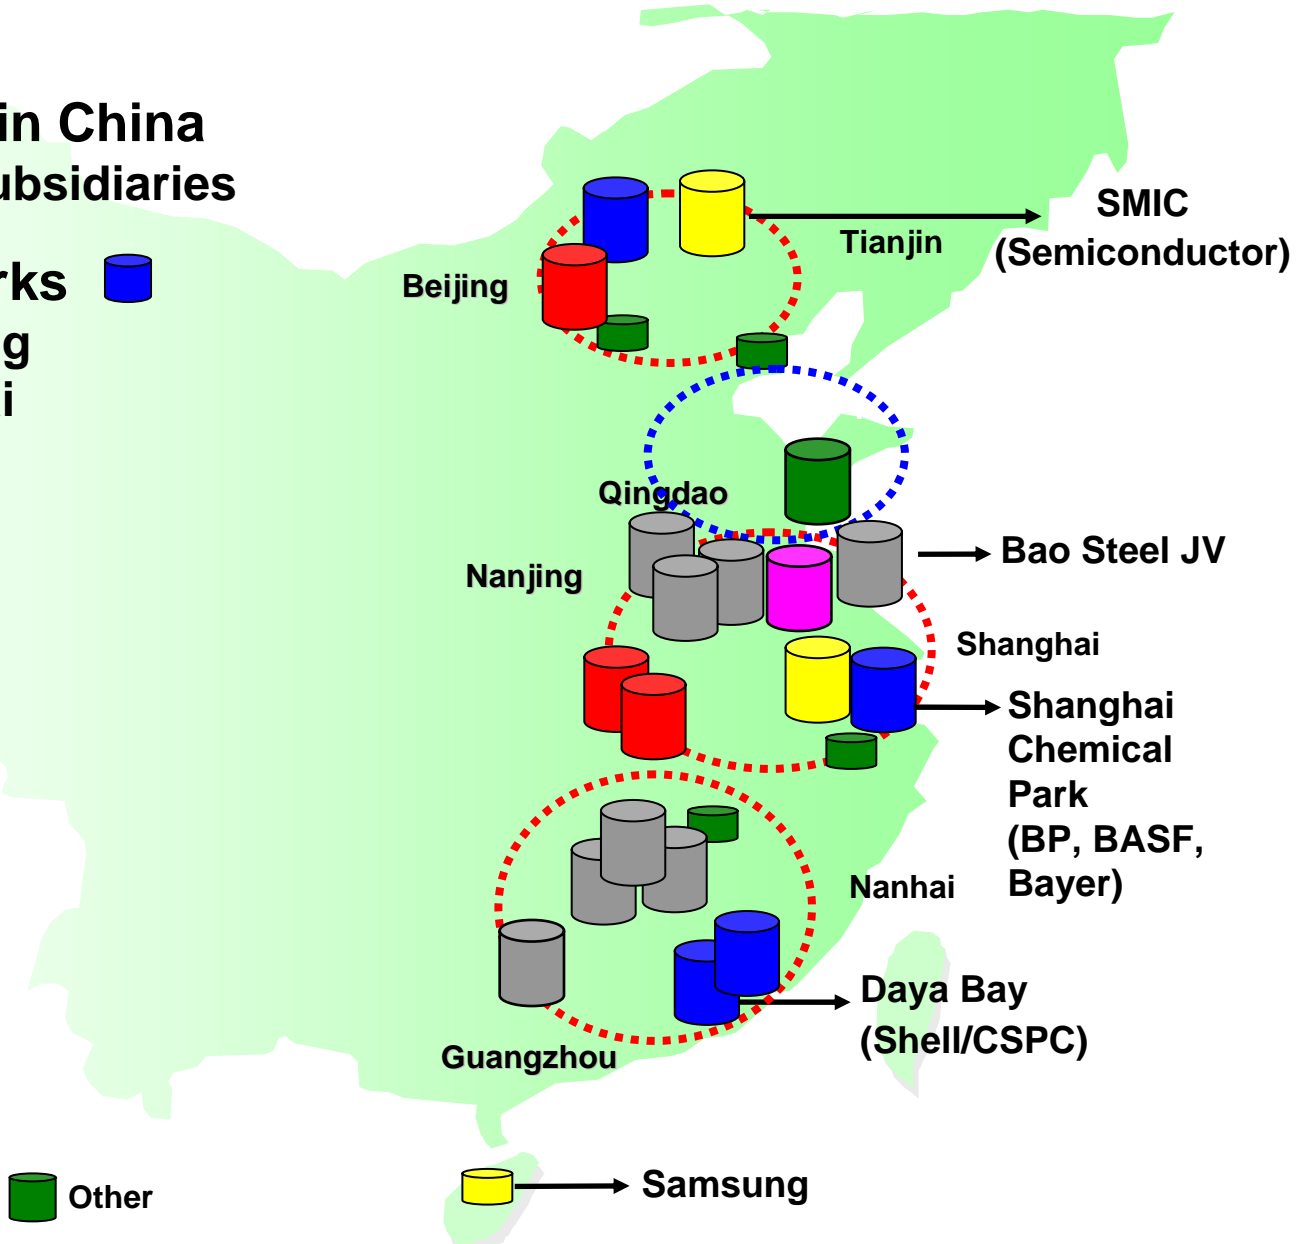 in China
ubsidiaries
rks
g
i
SMIC
(Semiconductor)
Tianjin
Beijing
Qingdao
Bao Steel JV
Nanjing
Shanghai
Shanghai
Chemical
Park
(BP, BASF,
Bayer)
Nanhai
Daya Bay
(Shell/CSPC)
Guangzhou
Other
Samsung